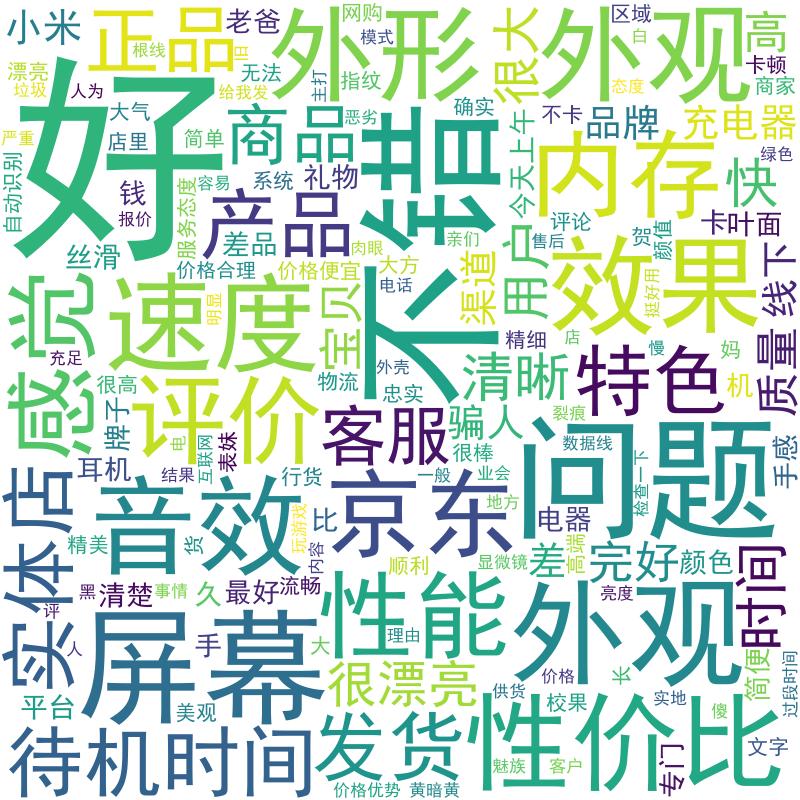 小米
正品
老爸
网购
模式
外形
很大
外观
区域
白
高
漂亮
垃圾
根线
旧
人为
给我发
无法
指纹
主打
卡顿
商家
态度
好
严重
大气
店里
商品
恶劣
不错
确实
不卡
品牌
充电器
绿色
自动识别
钱
报价
简单
容易
系统
礼物
今天上午
内存
快
服务态度
产品
评论
卡叶面
丝滑
差品
肉眼
大方
亲们
售后
贺
颜值
价格合理
价格便宜
电话
渠道
用户
效果
挺好用
质量
线下
感觉
速度
明显
宝贝
外壳
精细
店
慢
妈
充足
很高
物流
忠实
清晰
特色
机
牌子
评价
客服
骗人
裂痕
手感
耳机
电
互联网
表妹
很棒
数据线
问题
检查一下
结果
行货
一般
业会
实体店
音效
玩游戏
京东
地方
电器
比
精美
货
内容
顺利
显微镜
差
高端
完好
颜色
时间
黑
清楚
事情
久
最好
流畅
评
人
屏幕
手
大
性能
理由
外观
亮度
价格
很漂亮
长
简便
平台
美观
供货
校果
实地
过段时间
待机时间
发货
性价比
傻
专门
文字
价格优势
黄暗黄
魅族
客户